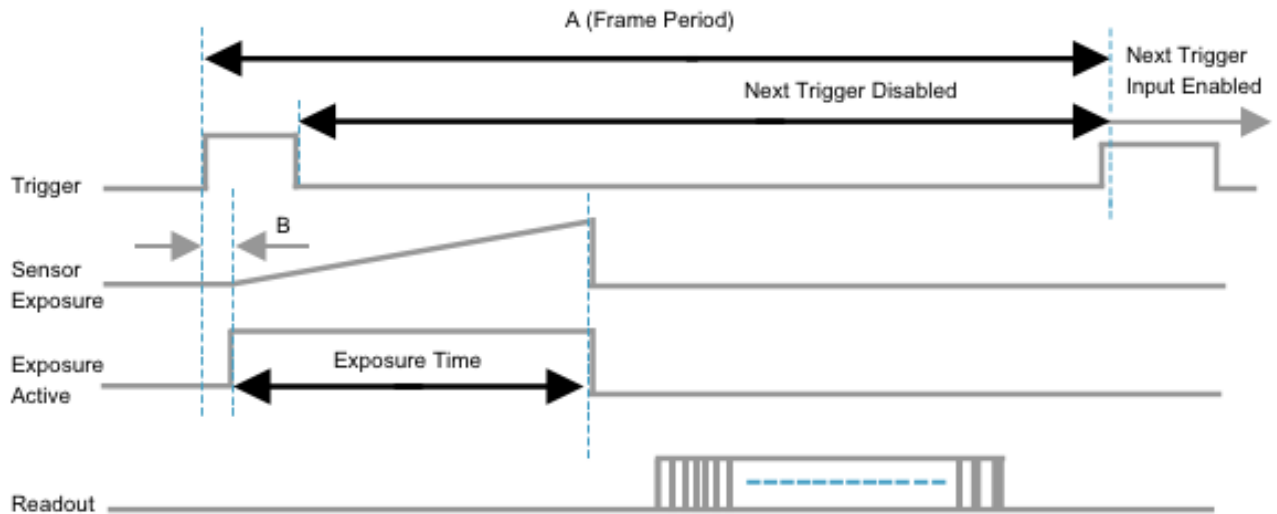 A (Frame Period)
Next Trigger
Input Enabled
Next Trigger Disabled
Trigger
B
Sensor
Exposure
Exposure
Active
Exposure Time
Readout